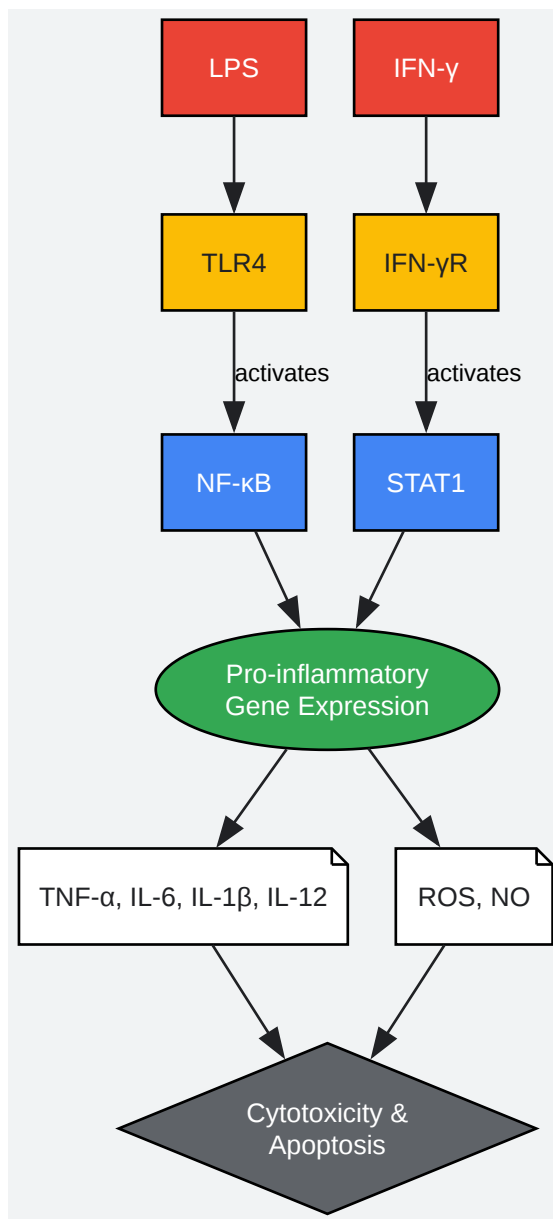 LPS
IFN-γ
TLR4
IFN-γR
activates
activates
NF-κB
STAT1
Pro-inflammatory
Gene Expression
TNF-α, IL-6, IL-1β, IL-12
ROS, NO
Cytotoxicity &
Apoptosis